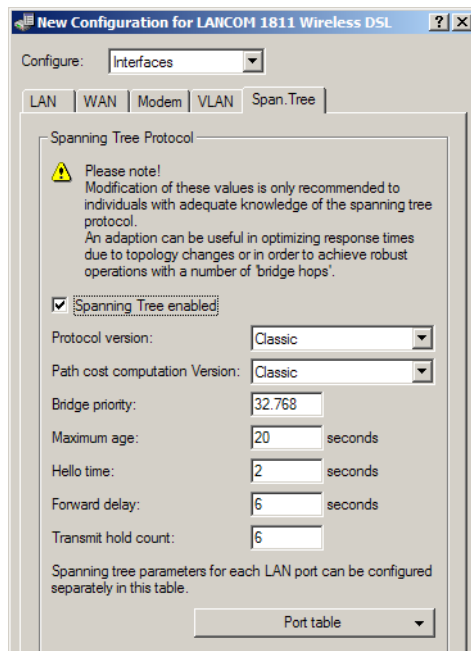 New Configuration for LANCOM 1811 Wireless DSL
Configure: Interfaces
LAN WAN Modem VLAN Span.Tree
Spanning Tree Protocol
Please note!
Modification of these values is only recommended to
individuals with adequate knowledge of the spanning tree
protocol.
An adaption can be useful in optimizing response times
due to topology changes or in order to achieve robust
operations with a number of 'bridge hops'.
Spanning Tree enabled
Protocol version: Classic
Path cost computation Version: Classic
Bridge priority: 32.768
Maximum age: 20 seconds
Hello time: 2 seconds
Forward delay: 6 seconds
Transmit hold count: 6
Spanning tree parameters for each LAN port can be configured
separately in this table.
Port table